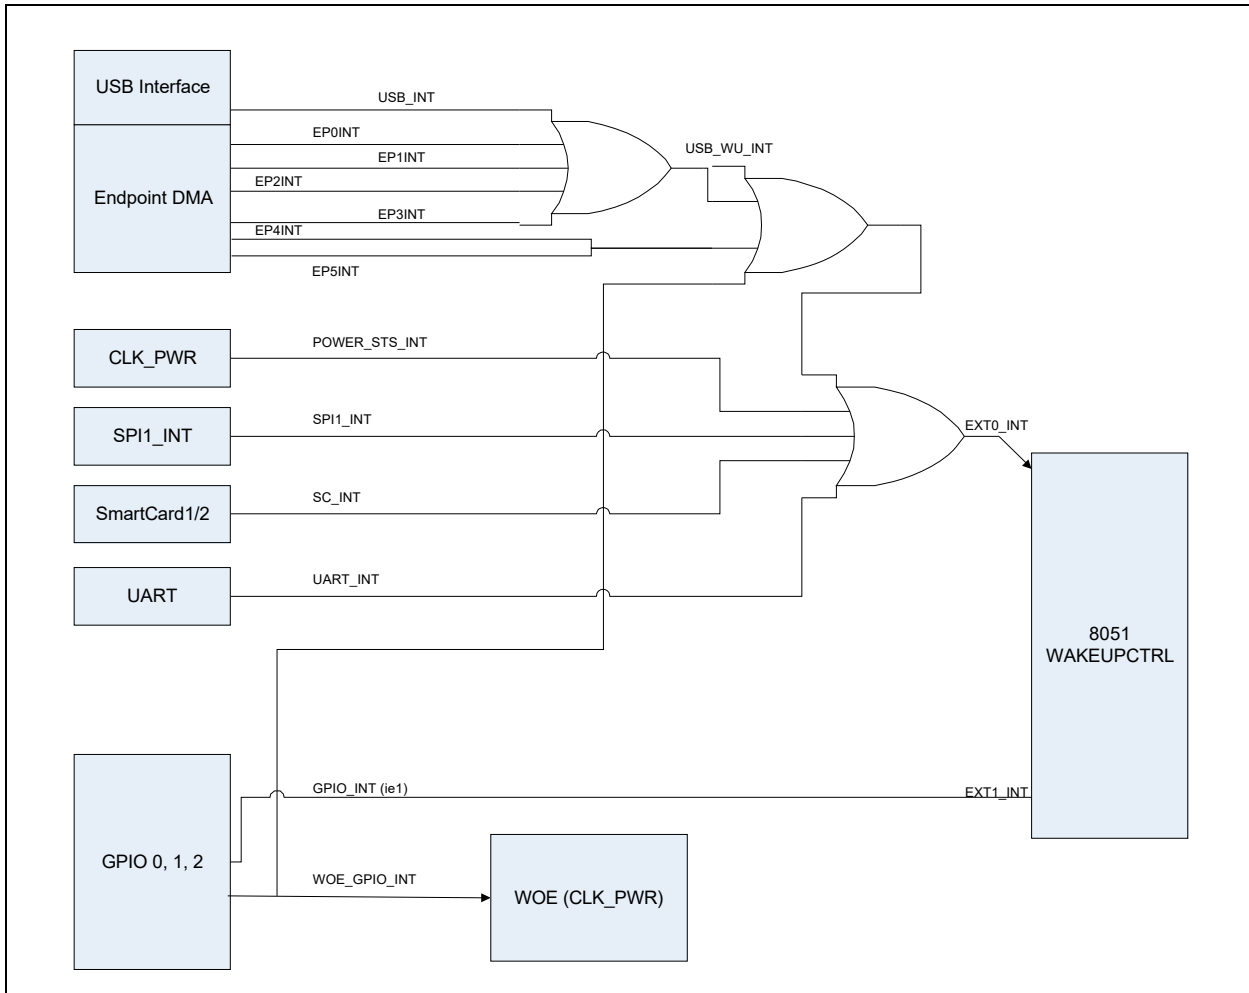 USB Interface
USB_INT
EP0INT
EP1INT
Endpoint DMA
EP2INT
EP3INT
EP4INT
EP5INT
USB_WU_INT
CLK_PWR
POWER_STS_INT
SPI1_INT
SPI1_INT
EXT0_INT
SmartCard1/2
SC_INT
UART
UART_INT
8051
WAKEUPCTRL
GPIO 0, 1, 2
GPIO_INT (ie1)
EXT1_INT
WOE_GPIO_INT
WOE (CLK_PWR)